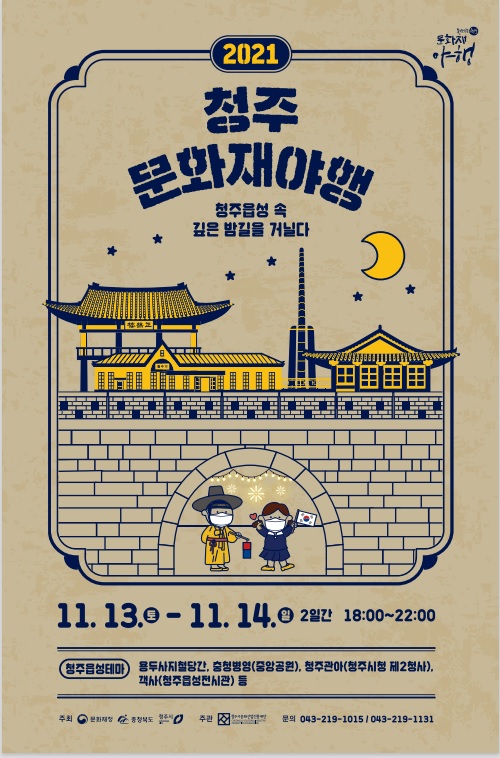 문화재
야행
2021
청주
문화재야행
청주읍성 속
깊은 밤길을 거닐다
11. 13.토 - 11. 14.일 2일간 18:00~22:00
청주읍성테마
용두사지철당간, 충청병영(중앙공원), 청주관아(청주시청 제2청사),
객사(청주읍성전시관) 등
주최 문화재청 충청북도 청주시 주관 문의 043-219-1015 / 043-219-1131